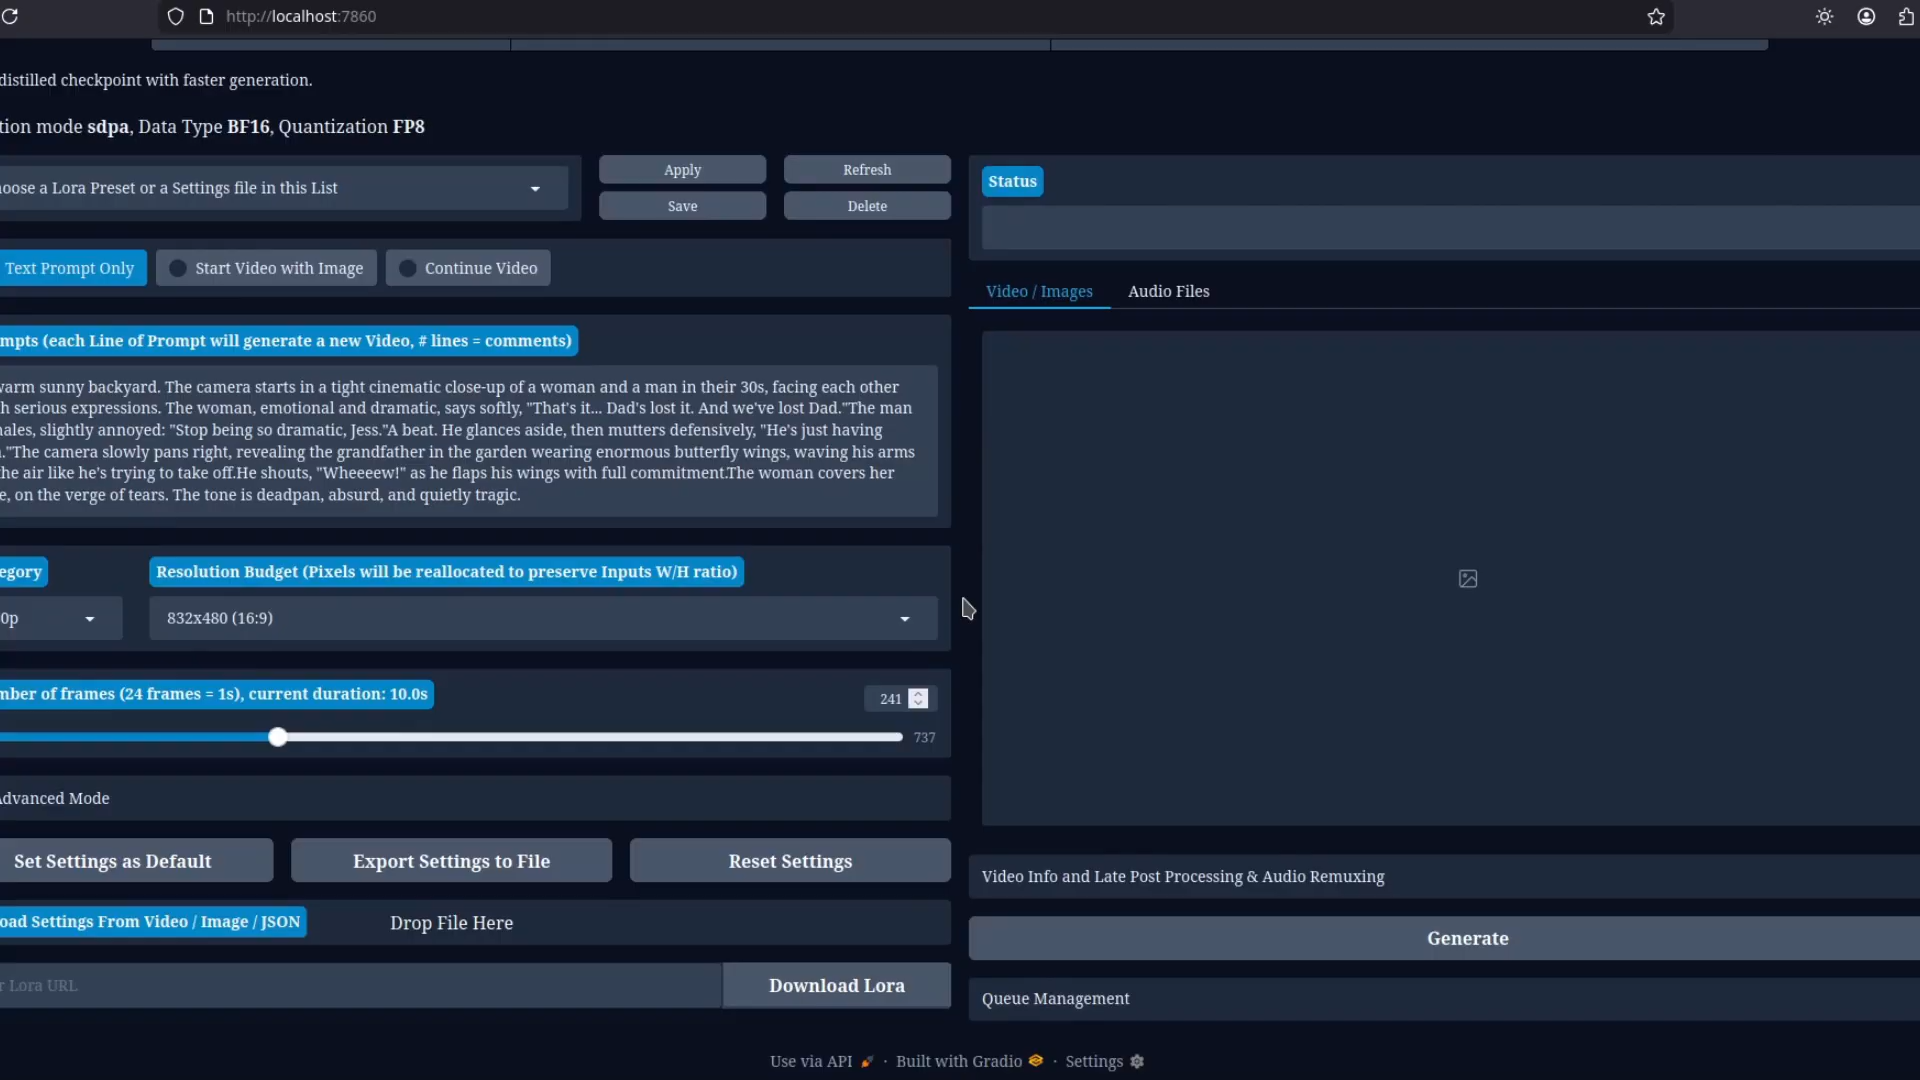 http://localhost:7860
distilled checkpoint with faster generation.
tion mode sdpa, Data Type BF16, Quantization FP8
oose a Lora Preset or a Settings file in this List
Apply
Refresh
Save
Delete
Status
Text Prompt Only
Start Video with Image
Continue Video
Video / Images
Audio Files
mpts (each Line of Prompt will generate a new Video, # lines = comments)
warm sunny backyard. The camera starts in a tight cinematic close-up of a woman and a man in their 30s, facing each other
h serious expressions. The woman, emotional and dramatic, says softly, "That's it... Dad's lost it. And we've lost Dad."The man
ales, slightly annoyed: "Stop being so dramatic, Jess."A beat. He glances aside, then mutters defensively, "He's just having
."The camera slowly pans right, revealing the grandfather in the garden wearing enormous butterfly wings, waving his arms
the air like he's trying to take off.He shouts, "Wheeeew!" as he flaps his wings with full commitment.The woman covers her
e, on the verge of tears. The tone is deadpan, absurd, and quietly tragic.
egory
Resolution Budget (Pixels will be reallocated to preserve Inputs W/H ratio)
0p
832x480 (16:9)
mber of frames (24 frames = 1s), current duration: 10.0s
241
737
Advanced Mode
Set Settings as Default
Export Settings to File
Reset Settings
Video Info and Late Post Processing & Audio Remuxing
oad Settings From Video / Image / JSON
Drop File Here
Generate
r Lora URL
Download Lora
Queue Management
Use via API · Built with Gradio · Settings